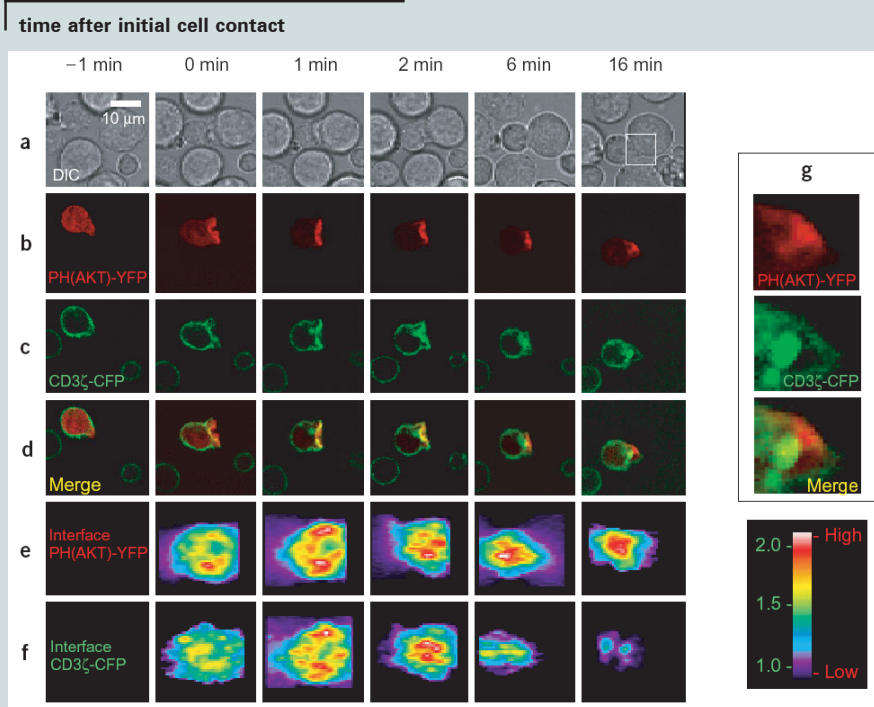 time after initial cell contact
−1 min 0 min 1 min 2 min 6 min 16 min
a
10 μm
DIC
b
PH(AKT)-YFP
c
CD3ζ-CFP
d
Merge
e
Interface
PH(AKT)-YFP
f
Interface
CD3ζ-CFP
g
PH(AKT)-YFP
CD3ζ-CFP
Merge
2.0 - High
1.5 -
1.0 - Low